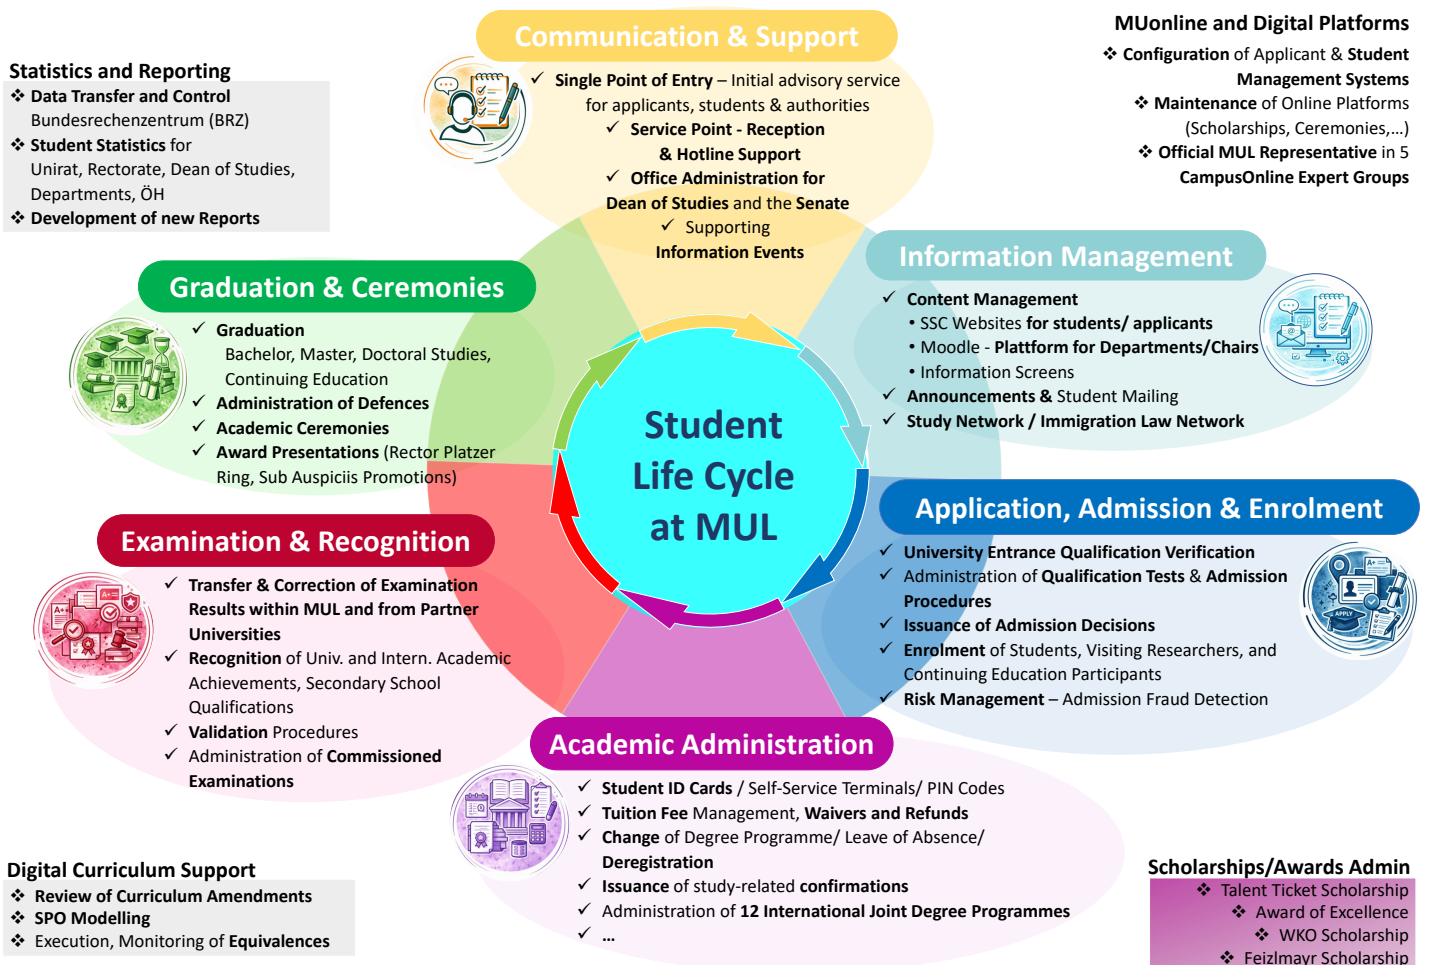 Communication & Support
✓ Single Point of Entry – Initial advisory service
for applicants, students & authorities
✓ Service Point - Reception
& Hotline Support
✓ Office Administration for
Dean of Studies and the Senate
✓ Supporting
Information Events
MUonline and Digital Platforms
❖ Configuration of Applicant & Student
Management Systems
❖ Maintenance of Online Platforms
(Scholarships, Ceremonies,...)
❖ Official MUL Representative in 5
CampusOnline Expert Groups
Statistics and Reporting
❖ Data Transfer and Control
Bundesrechenzentrum (BRZ)
❖ Student Statistics for
Unirat, Rectorate, Dean of Studies,
Departments, ÖH
❖ Development of new Reports
Information Management
✓ Content Management
• SSC Websites for students/ applicants
• Moodle - Plattform for Departments/Chairs
• Information Screens
✓ Announcements & Student Mailing
✓ Study Network / Immigration Law Network
Graduation & Ceremonies
✓ Graduation
Bachelor, Master, Doctoral Studies,
Continuing Education
✓ Administration of Defences
✓ Academic Ceremonies
✓ Award Presentations (Rector Platzer
Ring, Sub Auspiciis Promotions)
Student
Life Cycle
at MUL
Application, Admission & Enrolment
✓ University Entrance Qualification Verification
✓ Administration of Qualification Tests & Admission
Procedures
✓ Issuance of Admission Decisions
✓ Enrolment of Students, Visiting Researchers, and
Continuing Education Participants
✓ Risk Management – Admission Fraud Detection
APPLY
Examination & Recognition
✓ Transfer & Correction of Examination
Results within MUL and from Partner
Universities
✓ Recognition of Univ. and Intern. Academic
Achievements, Secondary School
Qualifications
✓ Validation Procedures
✓ Administration of Commissioned
Examinations
A+
A+
Academic Administration
✓ Student ID Cards / Self-Service Terminals/ PIN Codes
✓ Tuition Fee Management, Waivers and Refunds
✓ Change of Degree Programme/ Leave of Absence/
Deregistration
✓ Issuance of study-related confirmations
✓ Administration of 12 International Joint Degree Programmes
✓ ...
Digital Curriculum Support
❖ Review of Curriculum Amendments
❖ SPO Modelling
❖ Execution, Monitoring of Equivalences
Scholarships/Awards Admin
❖ Talent Ticket Scholarship
❖ Award of Excellence
❖ WKO Scholarship
❖ Feizlmayr Scholarship